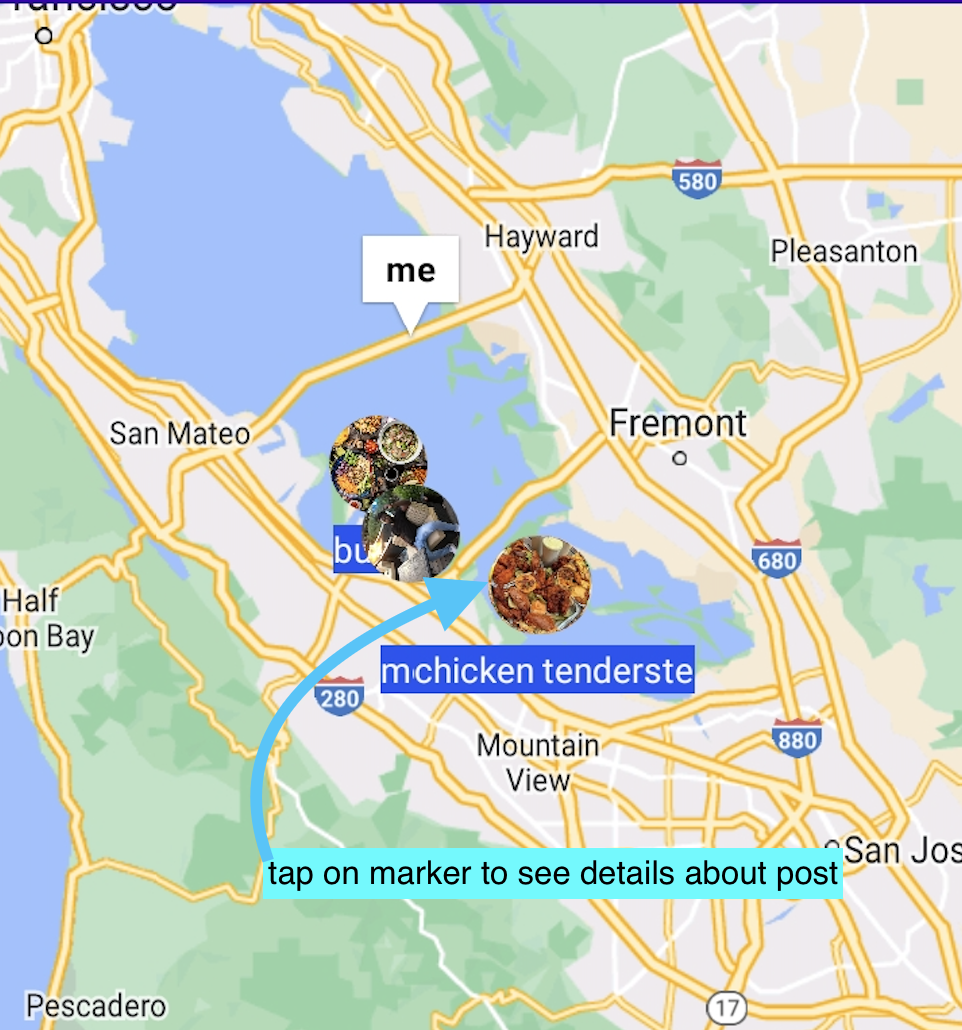 580
Hayward
Pleasanton
me
Fremont
San Mateo
bu
680
Half
oon Bay
mchicken tenderste
280
880
Mountain
View
San Jos
tap on marker to see details about post
Pescadero
17